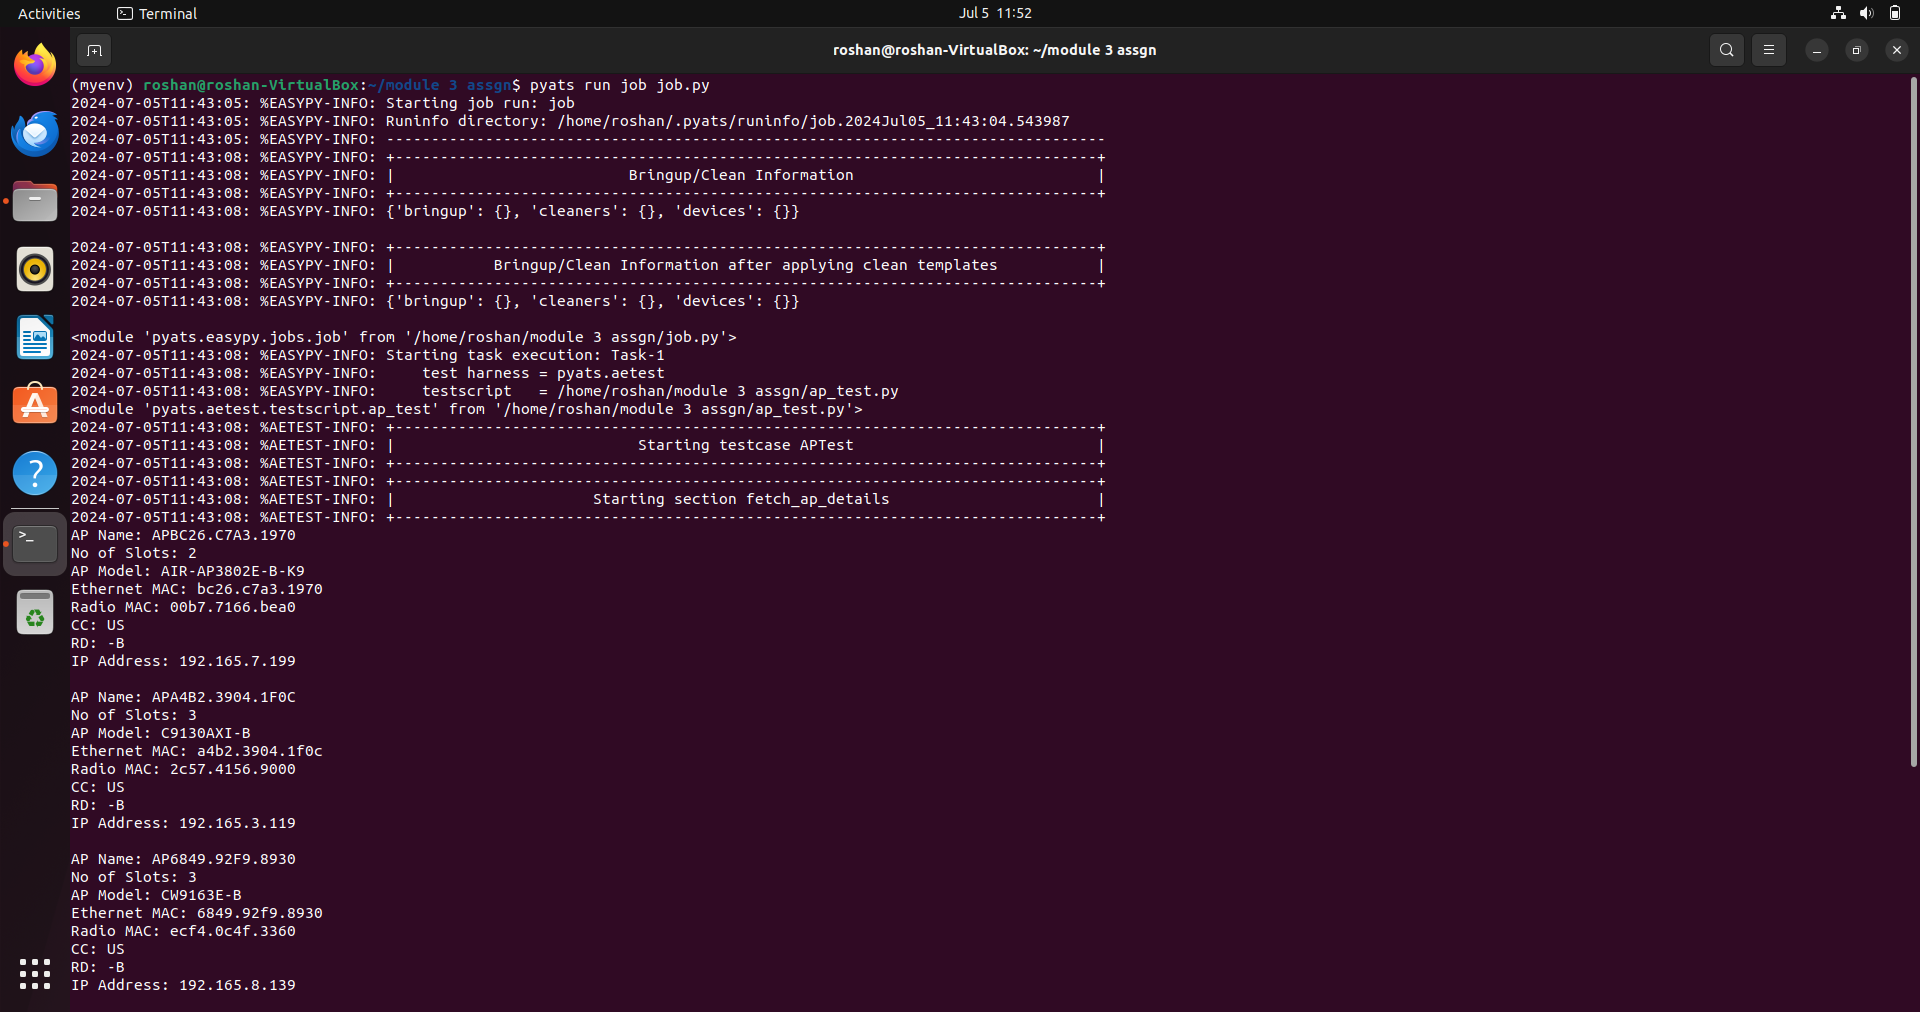 Activities
Terminal
Jul 5 11:52
roshan@roshan-VirtualBox: ~/module 3 assgn
(myenv) roshan@roshan-VirtualBox:~/module 3 assgn$ pyats run job job.py
2024-07-05T11:43:05: %EASYPY-INFO: Starting job run: job
2024-07-05T11:43:05: %EASYPY-INFO: Runinfo directory: /home/roshan/.pyats/runinfo/job.2024Jul05_11:43:04.543987
2024-07-05T11:43:05: %EASYPY-INFO: --------------------------------------------------------------------------------
2024-07-05T11:43:08: %EASYPY-INFO: +------------------------------------------------------------------------------+
2024-07-05T11:43:08: %EASYPY-INFO: |                          Bringup/Clean Information                           |
2024-07-05T11:43:08: %EASYPY-INFO: +------------------------------------------------------------------------------+
2024-07-05T11:43:08: %EASYPY-INFO: {'bringup': {}, 'cleaners': {}, 'devices': {}}
2024-07-05T11:43:08: %EASYPY-INFO: +------------------------------------------------------------------------------+
2024-07-05T11:43:08: %EASYPY-INFO: |           Bringup/Clean Information after applying clean templates           |
2024-07-05T11:43:08: %EASYPY-INFO: +------------------------------------------------------------------------------+
2024-07-05T11:43:08: %EASYPY-INFO: {'bringup': {}, 'cleaners': {}, 'devices': {}}
<module 'pyats.easypy.jobs.job' from '/home/roshan/module 3 assgn/job.py'>
2024-07-05T11:43:08: %EASYPY-INFO: Starting task execution: Task-1
2024-07-05T11:43:08: %EASYPY-INFO:     test harness = pyats.aetest
2024-07-05T11:43:08: %EASYPY-INFO:     testscript   = /home/roshan/module 3 assgn/ap_test.py
<module 'pyats.aetest.testscript.ap_test' from '/home/roshan/module 3 assgn/ap_test.py'>
2024-07-05T11:43:08: %AETEST-INFO: +------------------------------------------------------------------------------+
2024-07-05T11:43:08: %AETEST-INFO: |                           Starting testcase APTest                           |
2024-07-05T11:43:08: %AETEST-INFO: +------------------------------------------------------------------------------+
2024-07-05T11:43:08: %AETEST-INFO: +------------------------------------------------------------------------------+
2024-07-05T11:43:08: %AETEST-INFO: |                      Starting section fetch_ap_details                       |
2024-07-05T11:43:08: %AETEST-INFO: +------------------------------------------------------------------------------+
AP Name: APBC26.C7A3.1970
No of Slots: 2
AP Model: AIR-AP3802E-B-K9
Ethernet MAC: bc26.c7a3.1970
Radio MAC: 00b7.7166.bea0
CC: US
RD: -B
IP Address: 192.165.7.199
AP Name: APA4B2.3904.1F0C
No of Slots: 3
AP Model: C9130AXI-B
Ethernet MAC: a4b2.3904.1f0c
Radio MAC: 2c57.4156.9000
CC: US
RD: -B
IP Address: 192.165.3.119
AP Name: AP6849.92F9.8930
No of Slots: 3
AP Model: CW9163E-B
Ethernet MAC: 6849.92f9.8930
Radio MAC: ecf4.0c4f.3360
CC: US
RD: -B
IP Address: 192.165.8.139